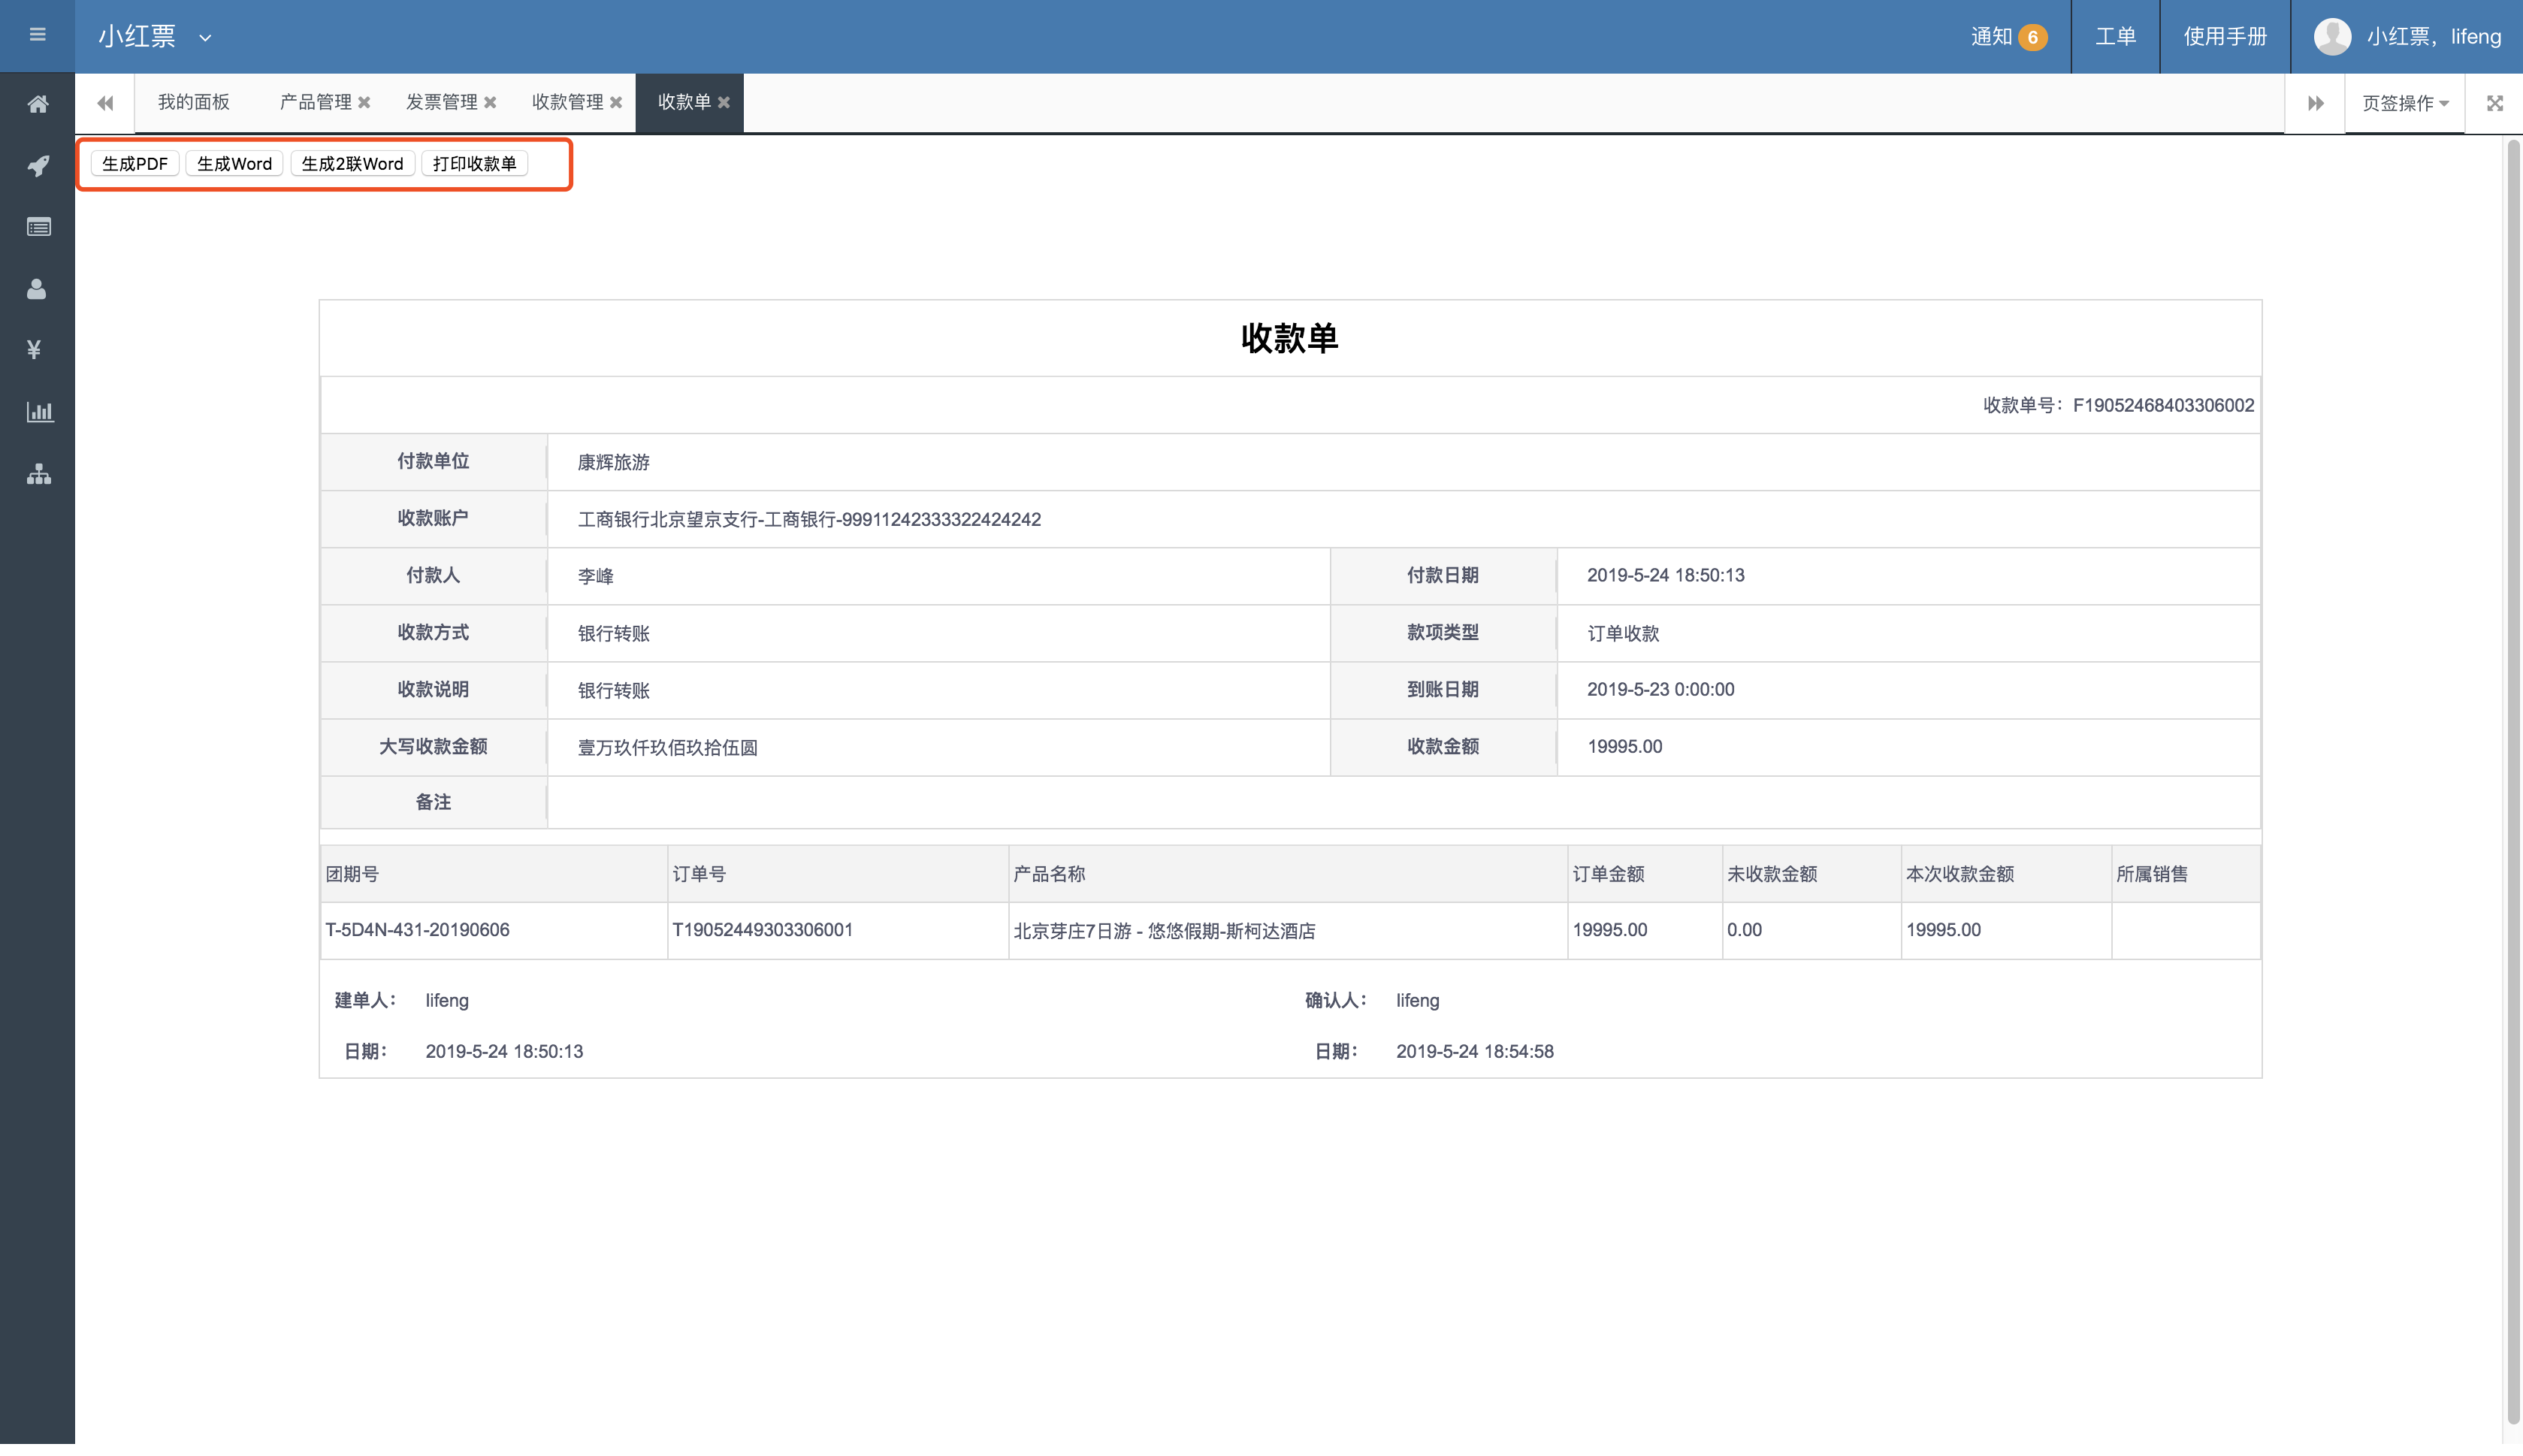 小红票 通知 6 工单 使用手册 小红票，lifeng
我的面板 产品管理 发票管理 收款管理 收款单 页签操作
生成PDF 生成Word 生成2联Word 打印收款单
收款单
收款单号：F19052468403306002
付款单位 康辉旅游
收款账户 工商银行北京望京支行-工商银行-99911242333322424242
付款人 李峰 付款日期 2019-5-24 18:50:13
收款方式 银行转账 款项类型 订单收款
收款说明 银行转账 到账日期 2019-5-23 0:00:00
大写收款金额 壹万玖仟玖佰玖拾伍圆 收款金额 19995.00
备注
团期号 订单号 产品名称 订单金额 未收款金额 本次收款金额 所属销售
T-5D4N-431-20190606 T19052449303306001 北京芽庄7日游 - 悠悠假期-斯柯达酒店 19995.00 0.00 19995.00
建单人： lifeng 确认人： lifeng
日期： 2019-5-24 18:50:13 日期： 2019-5-24 18:54:58